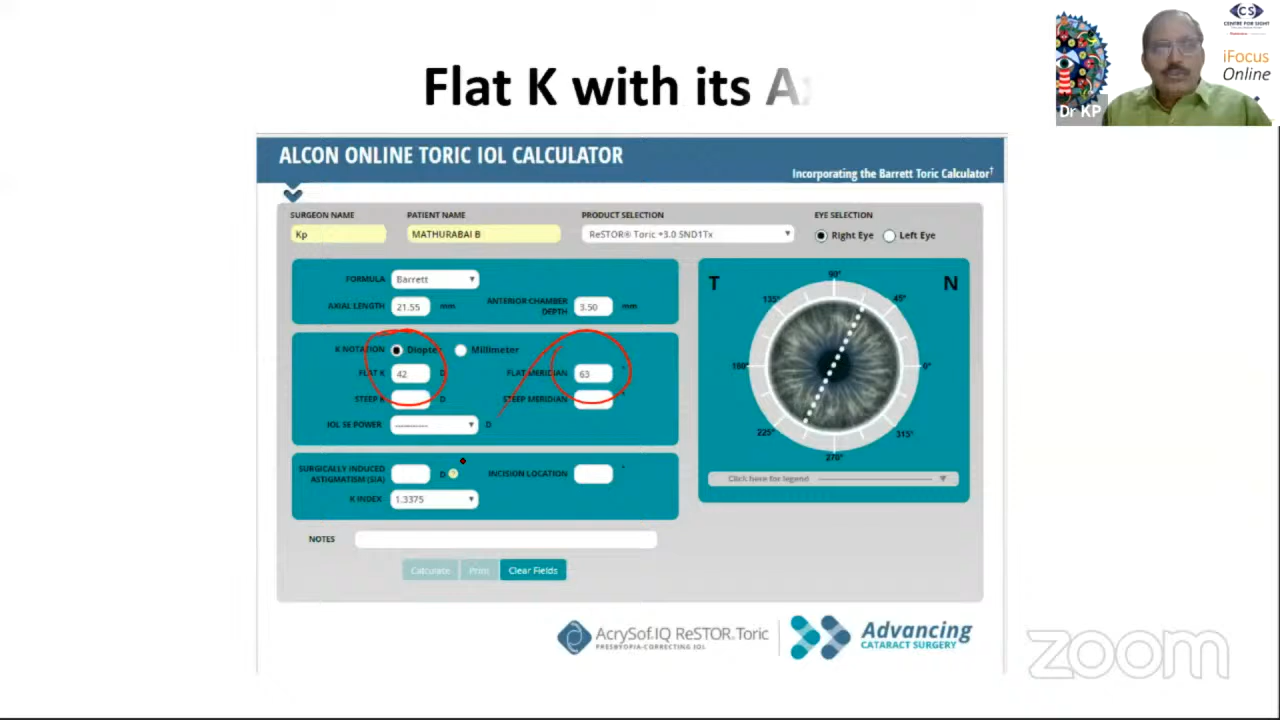 CS
CENTRE FOR SIGHT
iFocus
Online
Dr KP
Flat K with its
ALCON ONLINE TORIC IOL CALCULATOR
Incorporating the Barrett Toric Calculator†
SURGEON NAME PATIENT NAME PRODUCT SELECTION EYE SELECTION
Kp MATHURABAI B ReSTOR® Toric +3.0 SND1Tx Right Eye Left Eye
FORMULA Barrett
AXIAL LENGTH 21.55 mm ANTERIOR CHAMBER DEPTH 3.50 mm
K NOTATION Diopter Millimeter
FLAT K 42 D FLAT MERIDIAN 63 °
STEEP K D STEEP MERIDIAN °
IOL SE POWER ---------- D
SURGICALLY INDUCED ASTIGMATISM (SIA) D ? INCISION LOCATION °
K INDEX 1.3375
NOTES
Calculate Print Clear Fields
T N
90°
135° 45°
180° 0°
225° 315°
270°
Click here for legend
AcrySof IQ ReSTOR Toric
PRESBYOPIA-CORRECTING IOL
Advancing
CATARACT SURGERY
zoom